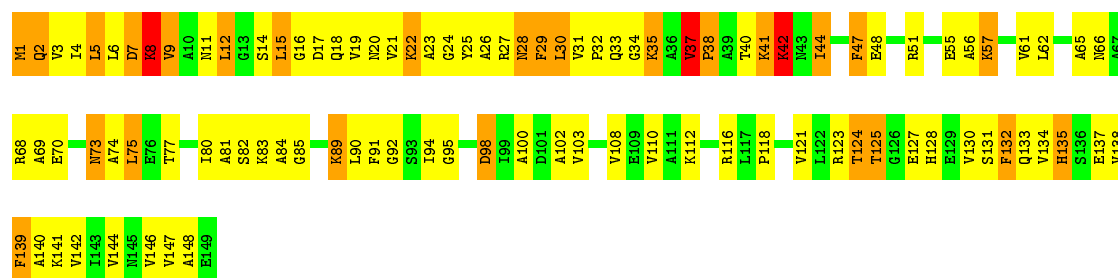 M1 Q2 V3 I4 L5 L6 D7 K8 V9 A10 N11 L12 G13 S14 L15 G16 D17 Q18 V19 N20 V21 K22 A23 G24 Y25 A26 R27 N28 F29 L30 V31 P32 Q33 G34 K35 A36 V37 P38 A39 T40 K41 K42 N43 I44 F47 E48 R51 E55 A56 K57 V61 L62 A65 N66 A67
R68 A69 E70 N73 A74 L75 E76 T77 I80 A81 S82 K83 A84 G85 K89 L90 F91 G92 S93 I94 G95 D98 I99 A100 D101 A102 V103 V108 E109 V110 A111 K112 R116 L117 P118 V121 L122 R123 T124 T125 G126 E127 H128 E129 V130 S131 F132 Q133 V134 H135 S136 E137 V138
F139 A140 K141 V142 I143 V144 N145 V146 V147 A148 E149